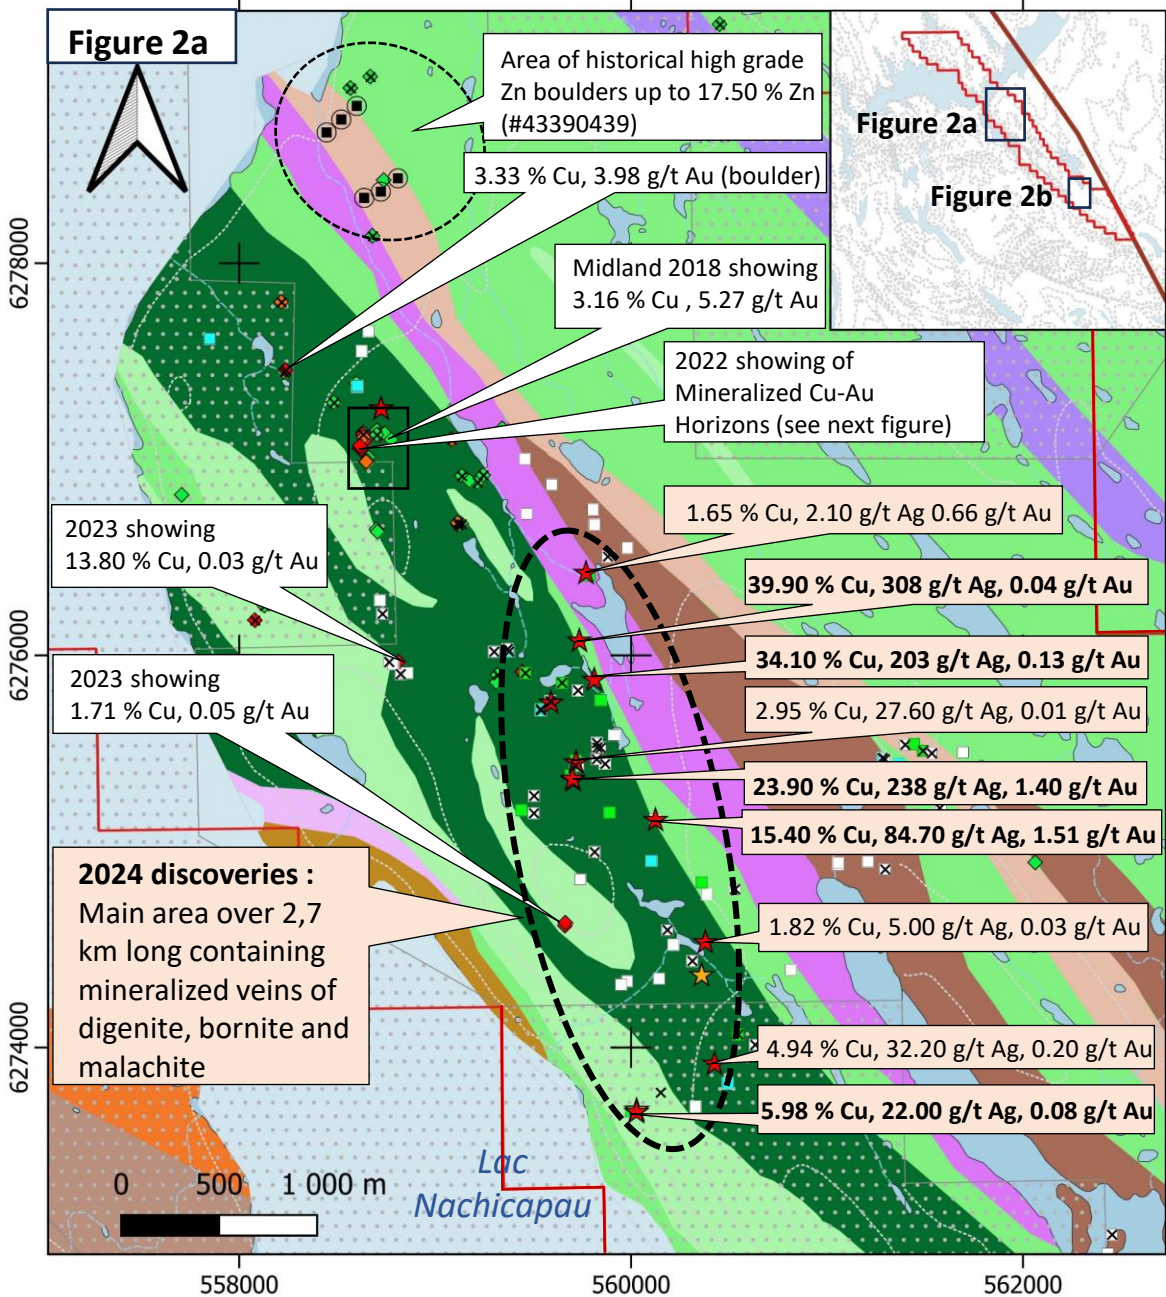 Figure 2a
Area of historical high grade
Zn boulders up to 17.50 % Zn
(#43390439)
Figure 2a
Figure 2b
3.33 % Cu, 3.98 g/t Au (boulder)
6278000
Midland 2018 showing
3.16 % Cu , 5.27 g/t Au
2022 showing of
Mineralized Cu-Au
Horizons (see next figure)
1.65 % Cu, 2.10 g/t Ag 0.66 g/t Au
2023 showing
13.80 % Cu, 0.03 g/t Au
39.90 % Cu, 308 g/t Ag, 0.04 g/t Au
6276000
34.10 % Cu, 203 g/t Ag, 0.13 g/t Au
2023 showing
1.71 % Cu, 0.05 g/t Au
2.95 % Cu, 27.60 g/t Ag, 0.01 g/t Au
23.90 % Cu, 238 g/t Ag, 1.40 g/t Au
15.40 % Cu, 84.70 g/t Ag, 1.51 g/t Au
2024 discoveries :
Main area over 2,7
km long containing
mineralized veins of
digenite, bornite and
malachite
1.82 % Cu, 5.00 g/t Ag, 0.03 g/t Au
6274000
4.94 % Cu, 32.20 g/t Ag, 0.20 g/t Au
5.98 % Cu, 22.00 g/t Ag, 0.08 g/t Au
Lac
Nachicapau
0 500 1 000 m
558000 560000 562000